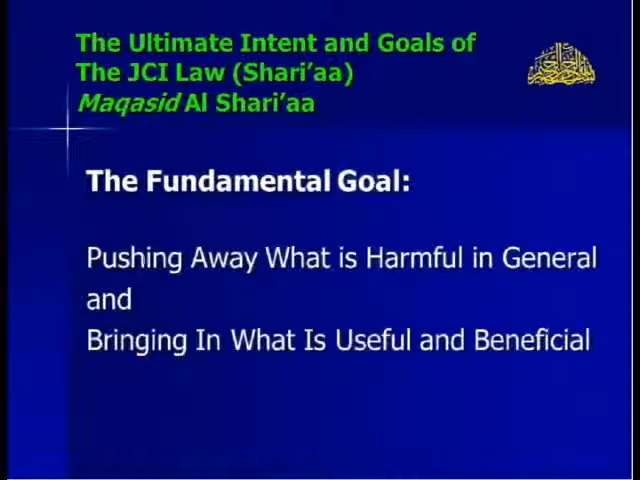 The Ultimate Intent and Goals of
The JCI Law (Shari'aa)
Maqasid Al Shari'aa
The Fundamental Goal:
Pushing Away What is Harmful in General
and
Bringing In What Is Useful and Beneficial